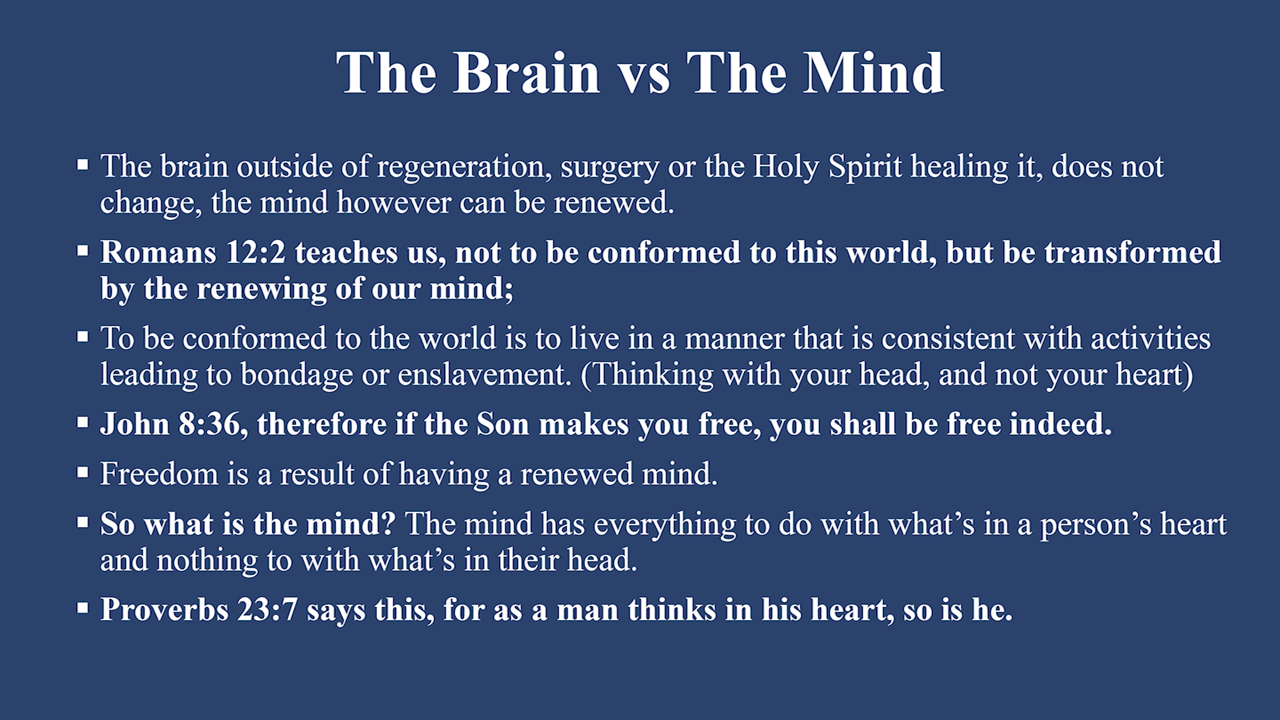 The Brain vs The Mind
▪ The brain outside of regeneration, surgery or the Holy Spirit healing it, does not
change, the mind however can be renewed.
▪ Romans 12:2 teaches us, not to be conformed to this world, but be transformed
by the renewing of our mind;
▪ To be conformed to the world is to live in a manner that is consistent with activities
leading to bondage or enslavement. (Thinking with your head, and not your heart)
▪ John 8:36, therefore if the Son makes you free, you shall be free indeed.
▪ Freedom is a result of having a renewed mind.
▪ So what is the mind? The mind has everything to do with what’s in a person’s heart
and nothing to with what’s in their head.
▪ Proverbs 23:7 says this, for as a man thinks in his heart, so is he.